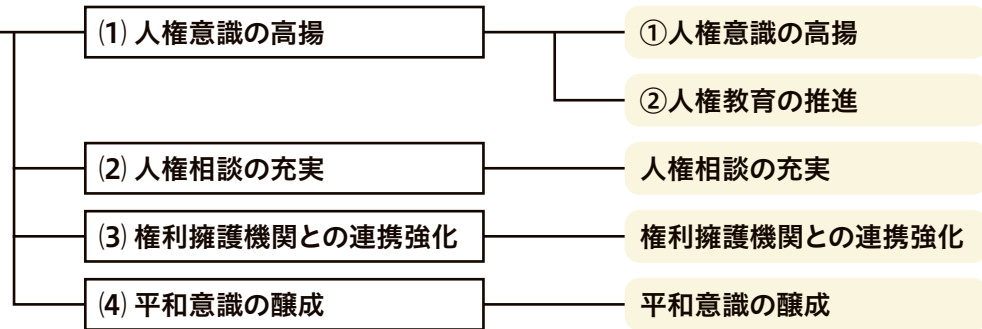 (1) 人権意識の高揚
①人権意識の高揚
②人権教育の推進
(2) 人権相談の充実
人権相談の充実
(3) 権利擁護機関との連携強化
権利擁護機関との連携強化
(4) 平和意識の醸成
平和意識の醸成